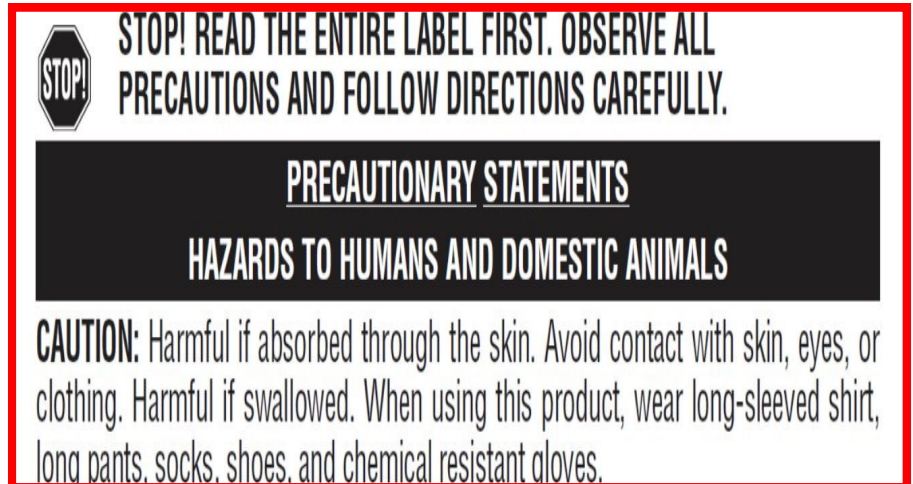 STOP!
STOP! READ THE ENTIRE LABEL FIRST. OBSERVE ALL
PRECAUTIONS AND FOLLOW DIRECTIONS CAREFULLY.
PRECAUTIONARY STATEMENTS
HAZARDS TO HUMANS AND DOMESTIC ANIMALS
CAUTION: Harmful if absorbed through the skin. Avoid contact with skin, eyes, or
clothing. Harmful if swallowed. When using this product, wear long-sleeved shirt,
long pants, socks, shoes, and chemical resistant gloves.